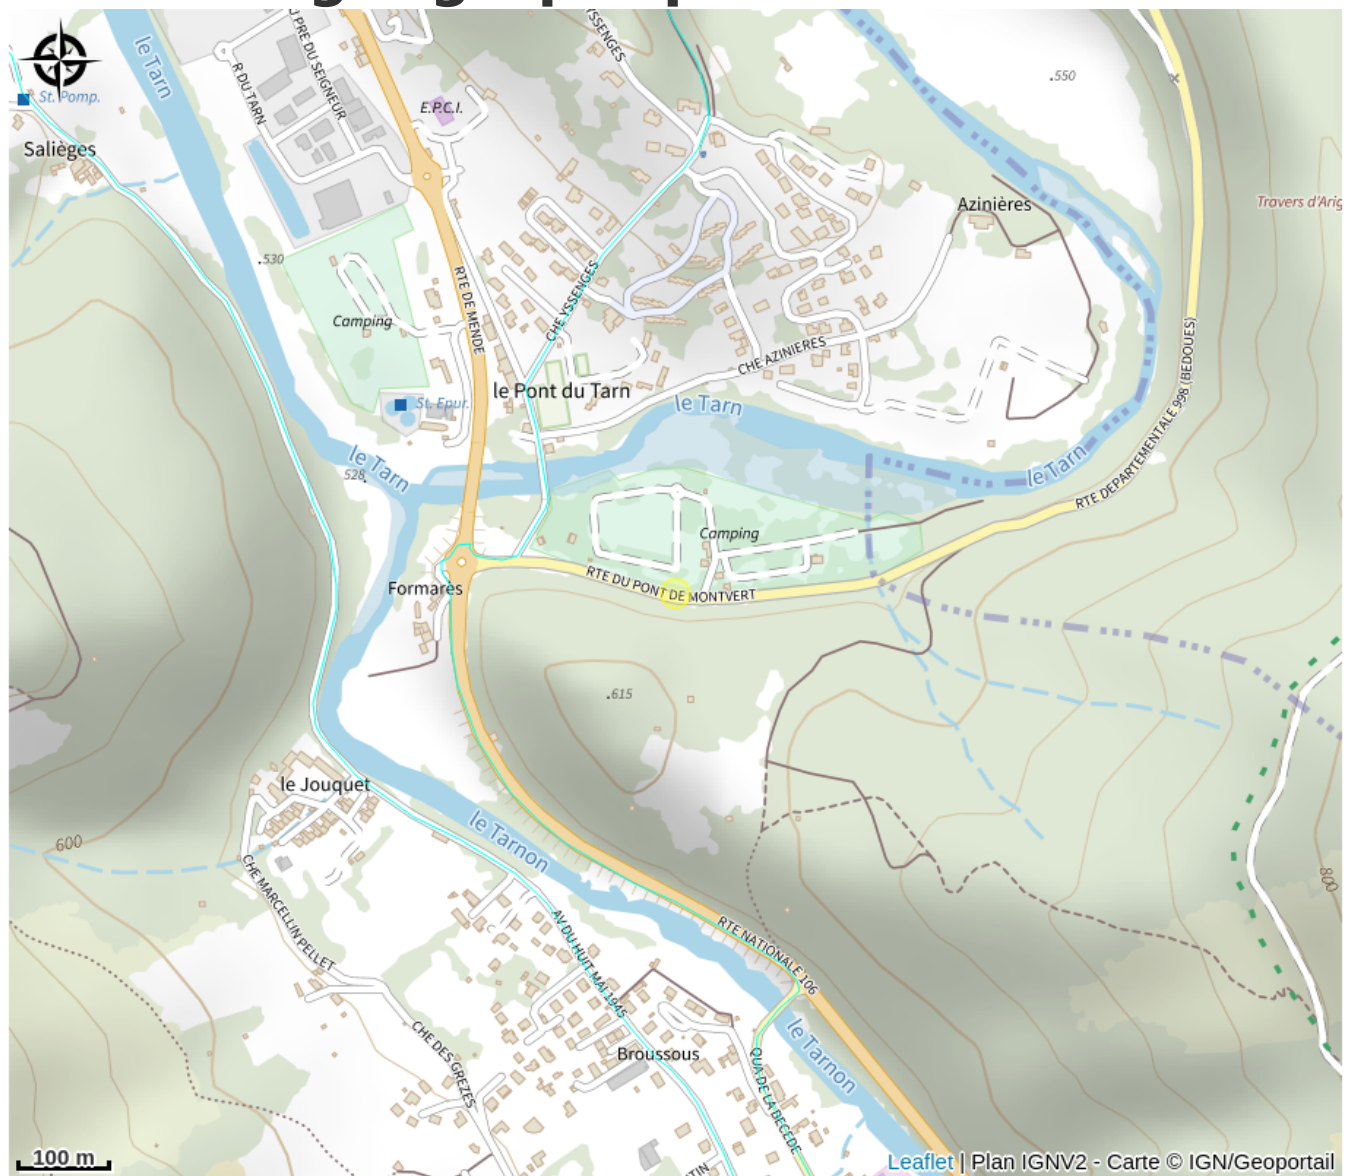 le Tarn
U PRE DU SEIGNEUR
YSSENGES
.550
St. Pomp.
R DU TARN
E.P.C.I.
Salièges
Azinières
Travers d'Arig
.530
RTE DE MENDE
CHE YSSENGES
Camping
CHE AZINIERES
RTE DEPARTEMENTALE 998 (BEDOUES)
le Pont du Tarn
St. Epur.
le Tarn
le Tarn
528
le Tarn
Camping
Formarès
RTE DU PONT DE MONTVERT
.615
le Jouquet
le Tarnon
600
800
CHE MARCELLIN PELLET
AV DU HUIT MAI 1945
RTE NATIONALE 106
CHE DES GREZES
Broussous
le Tarnon
QUA DE LA BECEDE
TIN
100 m
Leaflet | Plan IGNV2 - Carte © IGN/Geoportail